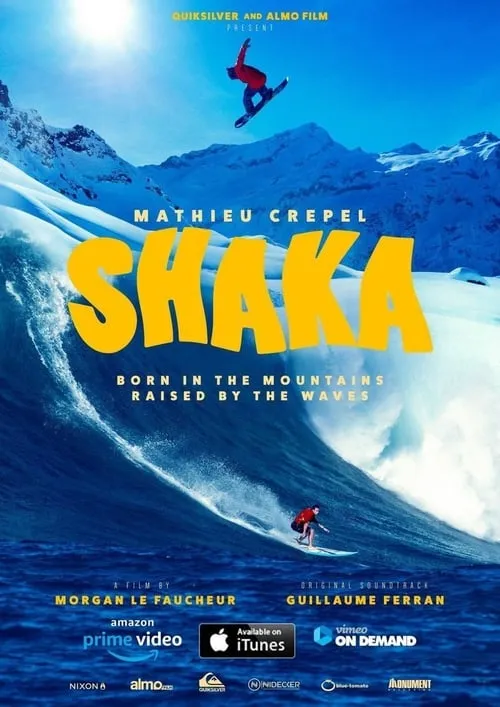 QUIKSILVER AND ALMO FILM
PRESENT
MATHIEU CREPEL
SHAKA
BORN IN THE MOUNTAINS
RAISED BY THE WAVES
A FILM BY
MORGAN LE FAUCHEUR
ORIGINAL SOUNDTRACK
GUILLAUME FERRAN
amazon
prime video
Available on
iTunes
vimeo
ON DEMAND
NIXON
almo
QUIKSILVER
NIDECKER
blue-tomato
MONUMENT